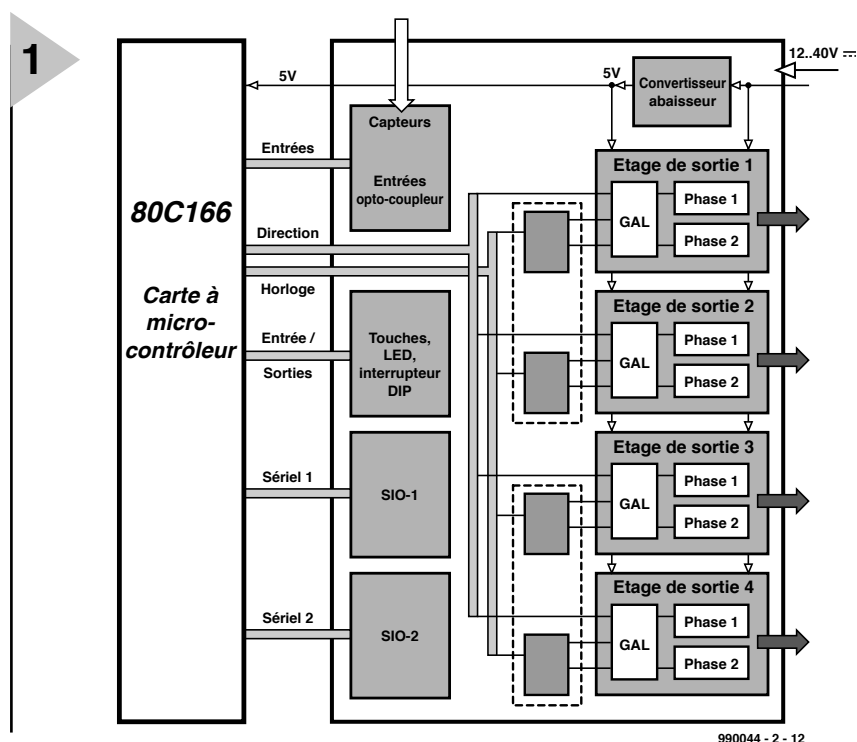 1
12..40V
5V
5V
Convertisseur
abaisseur
Capteurs
Entrées
opto-coupleur
Entrées
80C166
Carte à
micro-
contrôleur
Direction
Horloge
Entrée /
Sorties
Touches,
LED,
interrupteur
DIP
Sériel 1
SIO-1
Sériel 2
SIO-2
Etage de sortie 1
GAL
Phase 1
Phase 2
Etage de sortie 2
GAL
Phase 1
Phase 2
Etage de sortie 3
GAL
Phase 1
Phase 2
Etage de sortie 4
GAL
Phase 1
Phase 2
990044 - 2 - 12